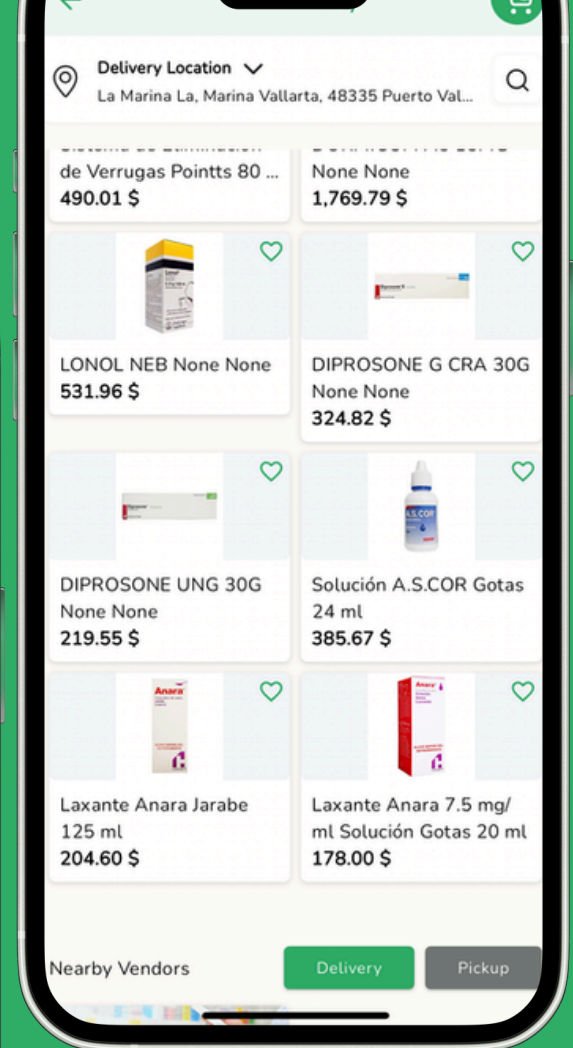 Delivery Location
La Marina La, Marina Vallarta, 48335 Puerto Val...
de Verrugas Pointts 80 ...
490.01 $
None None
1,769.79 $
LONOL NEB None None
531.96 $
DIPROSONE G CRA 30G
None None
324.82 $
DIPROSONE UNG 30G
None None
219.55 $
A.S.COR
Solución A.S.COR Gotas
24 ml
385.67 $
Anara
Laxante Anara Jarabe
125 ml
204.60 $
Anara
Laxante Anara 7.5 mg/
ml Solución Gotas 20 ml
178.00 $
Nearby Vendors
Delivery
Pickup